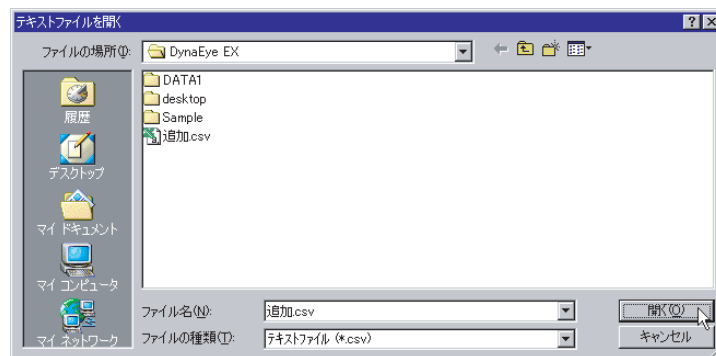 テキストファイルを開く
ファイルの場所(I): DynaEye EX
DATA1
desktop
Sample
追加.csv
履歴
デスクトップ
マイ ドキュメント
マイ コンピュータ
マイ ネットワーク
ファイル名(N): 追加.csv 開く(O)
ファイルの種類(T): テキストファイル (*.csv) キャンセル